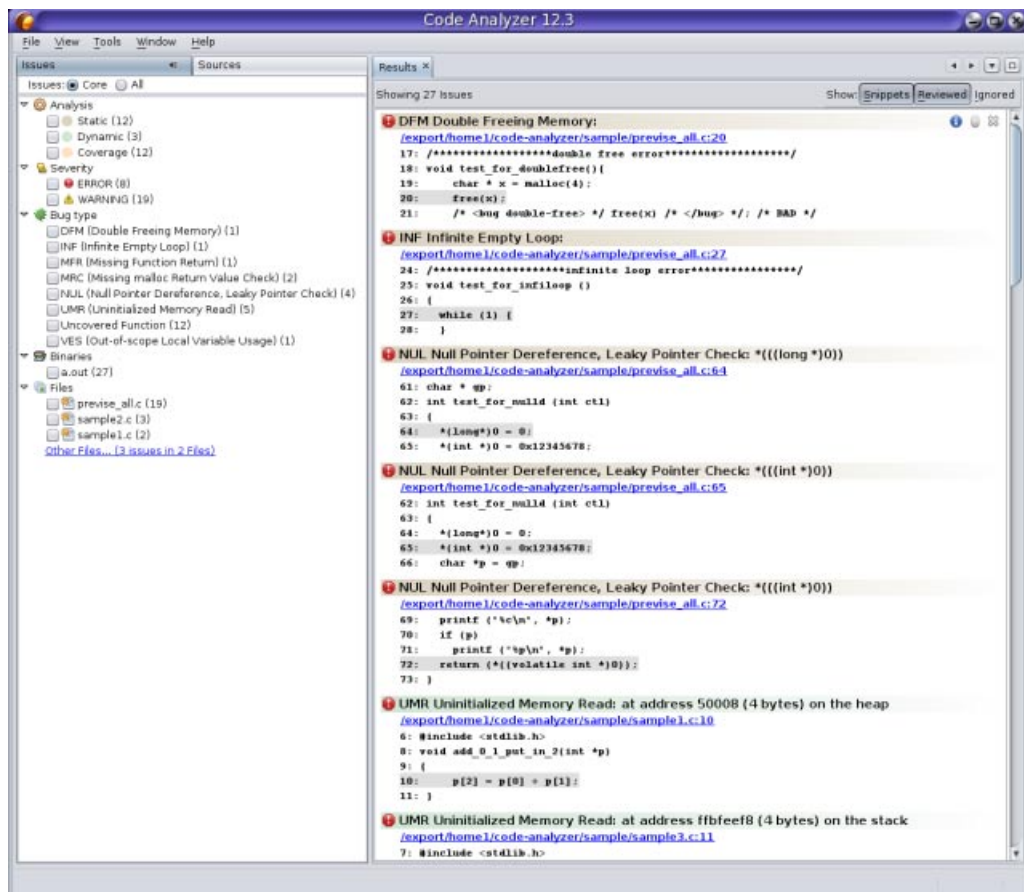 Code Analyzer 12.3
File View Tools Window Help
Issues Sources
Issues: Core All
Analysis
Static (12)
Dynamic (3)
Coverage (12)
Severity
ERROR (8)
WARNING (19)
Bug type
DFM (Double Freeing Memory) (1)
INF (Infinite Empty Loop) (1)
MFR (Missing Function Return) (1)
MRC (Missing malloc Return Value Check) (2)
NUL (Null Pointer Dereference, Leaky Pointer Check) (4)
UMR (Uninitialized Memory Read) (5)
Uncovered Function (12)
VES (Out-of-scope Local Variable Usage) (1)
Binaries
a.out (27)
Files
previse_all.c (19)
sample2.c (3)
sample1.c (2)
Other Files... (3 issues in 2 Files)
Results ×
Showing 27 Issues Show: Snippets Reviewed Ignored
DFM Double Freeing Memory:
/export/home1/code-analyzer/sample/previse_all.c:20
17: /*******************double free error********************/
18: void test_for_doublefree(){
19: char * x = malloc(4);
20: free(x);
21: /* <bug double-free> */ free(x) /* </bug> */; /* BAD */
INF Infinite Empty Loop:
/export/home1/code-analyzer/sample/previse_all.c:27
24: /*********************infinite loop error*****************/
25: void test_for_infiloop ()
26: {
27: while (1) {
28: }
NUL Null Pointer Dereference, Leaky Pointer Check: *(((long *)0))
/export/home1/code-analyzer/sample/previse_all.c:64
61: char * gp;
62: int test_for_nulld (int ctl)
63: {
64: *(long*)0 = 0;
65: *(int *)0 = 0x12345678;
NUL Null Pointer Dereference, Leaky Pointer Check: *(((int *)0))
/export/home1/code-analyzer/sample/previse_all.c:65
62: int test_for_nulld (int ctl)
63: {
64: *(long*)0 = 0;
65: *(int *)0 = 0x12345678;
66: char *p = gp;
NUL Null Pointer Dereference, Leaky Pointer Check: *(((int *)0))
/export/home1/code-analyzer/sample/previse_all.c:72
69: printf ("%c\n", *p);
70: if (p)
71: printf ("%p\n", *p);
72: return (*((volatile int *)0));
73: }
UMR Uninitialized Memory Read: at address 50008 (4 bytes) on the heap
/export/home1/code-analyzer/sample/sample1.c:10
6: #include <stdlib.h>
8: void add_0_1_put_in_2(int *p)
9: {
10: p[2] = p[0] + p[1];
11: }
UMR Uninitialized Memory Read: at address ffbfeef8 (4 bytes) on the stack
/export/home1/code-analyzer/sample/sample3.c:11
7: #include <stdlib.h>